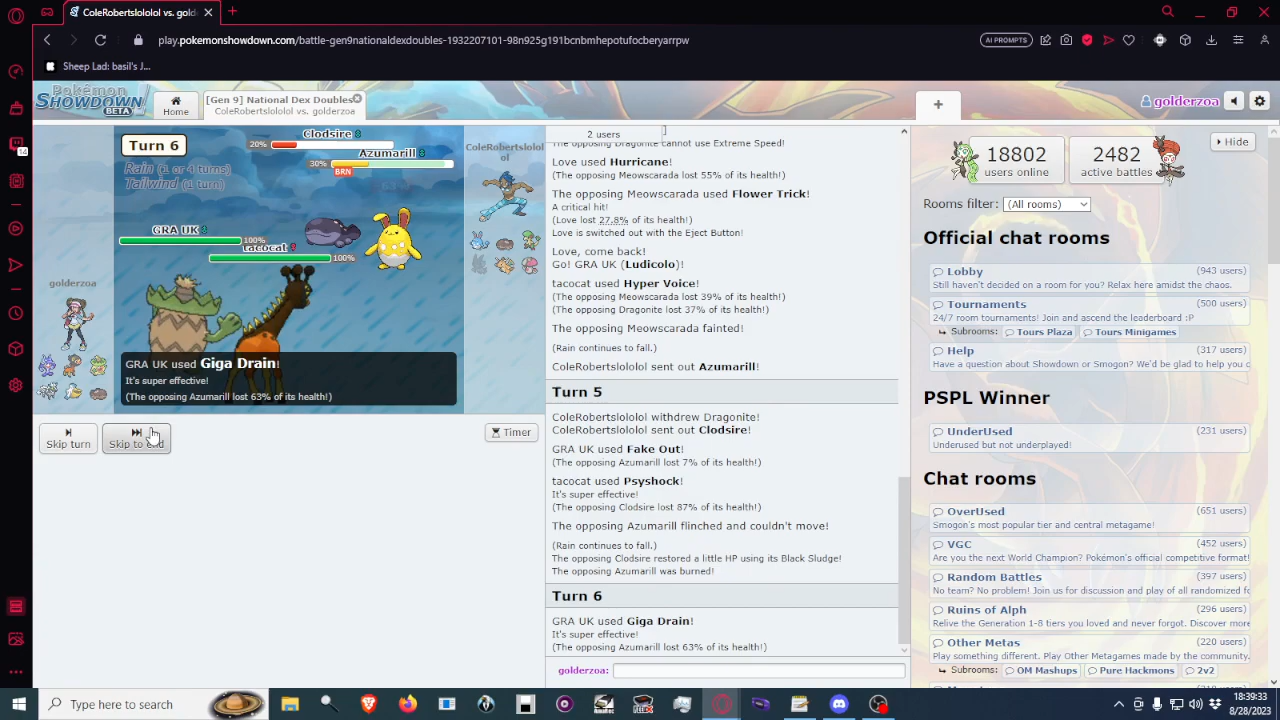 ColeRobertslololol vs. gold
play.pokemonshowdown.com/battle-gen9nationaldexdoubles-1932207101-98n925g191bcnbmhepotufocberyarrpw
AI PROMPTS
Sheep Lad: basil's J...
Pokémon
SHOWDOWN
BETA
Home
[Gen 9] National Dex Doubles
ColeRobertslololol vs. golderzoa
+
golderzoa
Turn 6
Rain (1 or 4 turns)
Tailwind (1 turn)
Clodsire
20%
Azumarill
30%
BRN
GRA UK
100%
tacocat
100%
ColeRobertslolol
ol
golderzoa
GRA UK used Giga Drain!
It's super effective!
(The opposing Azumarill lost 63% of its health!)
Skip turn
Skip to end
Timer
2 users
The opposing Dragonite cannot use Extreme Speed!
Love used Hurricane!
(The opposing Meowscarada lost 55% of its health!)
The opposing Meowscarada used Flower Trick!
A critical hit!
(Love lost 27.8% of its health!)
Love is switched out with the Eject Button!
Love, come back!
Go! GRA UK (Ludicolo)!
tacocat used Hyper Voice!
(The opposing Meowscarada lost 39% of its health!)
(The opposing Dragonite lost 37% of its health!)
The opposing Meowscarada fainted!
(Rain continues to fall.)
ColeRobertslololol sent out Azumarill!
Turn 5
ColeRobertslololol withdrew Dragonite!
ColeRobertslololol sent out Clodsire!
GRA UK used Fake Out!
(The opposing Azumarill lost 7% of its health!)
tacocat used Psyshock!
It's super effective!
(The opposing Clodsire lost 87% of its health!)
The opposing Azumarill flinched and couldn't move!
(Rain continues to fall.)
The opposing Clodsire restored a little HP using its Black Sludge!
The opposing Azumarill was burned!
Turn 6
GRA UK used Giga Drain!
It's super effective!
(The opposing Azumarill lost 63% of its health!)
golderzoa:
18802
users online
2482
active battles
Hide
Rooms filter: (All rooms)
Official chat rooms
Lobby (943 users)
Still haven't decided on a room for you? Relax here amidst the chaos.
Tournaments (500 users)
24/7 room tournaments! Join and ascend the leaderboard :P
Subrooms: Tours Plaza Tours Minigames
Help (317 users)
Have a question about Showdown or Smogon? We'd be glad to help you o
PSPL Winner
UnderUsed (231 users)
Underused but not underplayed!
Chat rooms
OverUsed (651 users)
Smogon's most popular tier and central metagame!
VGC (452 users)
Are you the next World Champion? Pokémon's official competitive format!
Random Battles (397 users)
No team? No problem! Join us for discussion and play of all randomized fo
Ruins of Alph (296 users)
Relive the Generation 1-8 tiers you loved and never forgot. Discover more
Other Metas (220 users)
Play something different. Play Other Metagames made by the community.
Subrooms: OM Mashups Pure Hackmons 2v2
Type here to search
18:39:33
8/28/2023